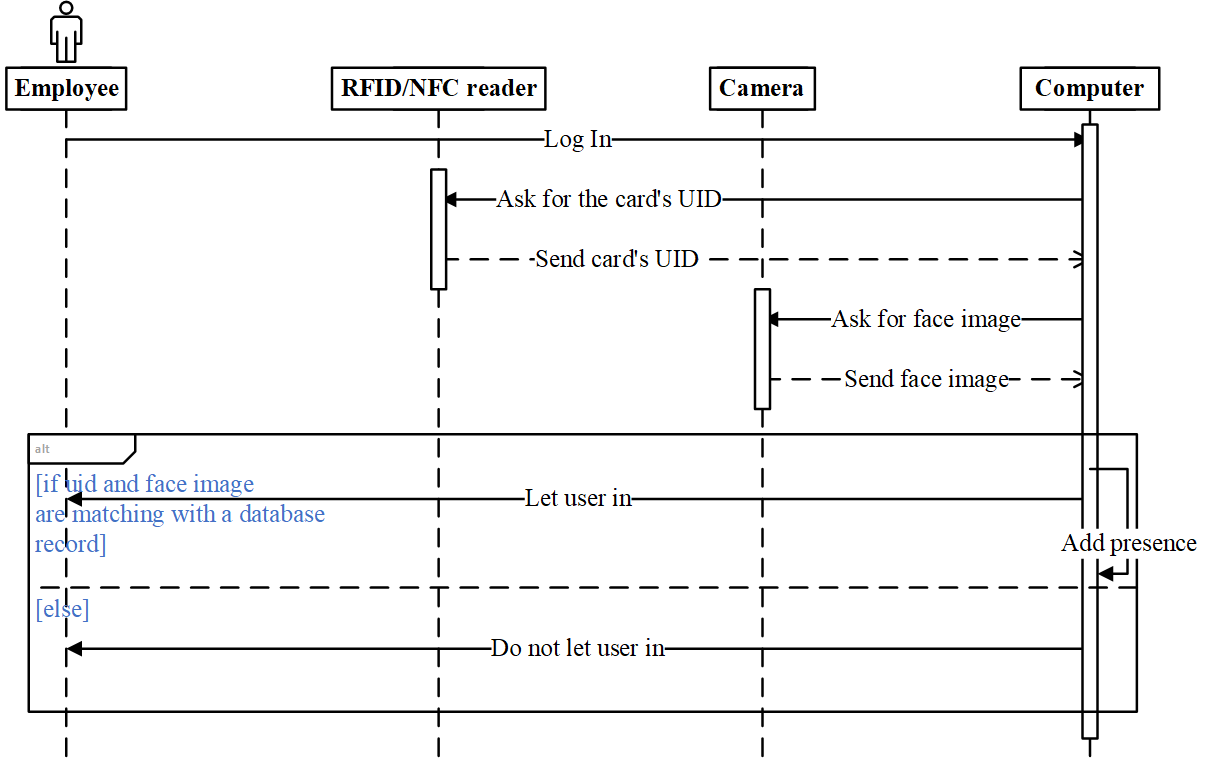 Employee
RFID/NFC reader
Camera
Computer
Log In
Ask for the card's UID
Send card's UID
Ask for face image
Send face image
alt
[if uid and face image
are matching with a database
record]
Let user in
Add presence
[else]
Do not let user in